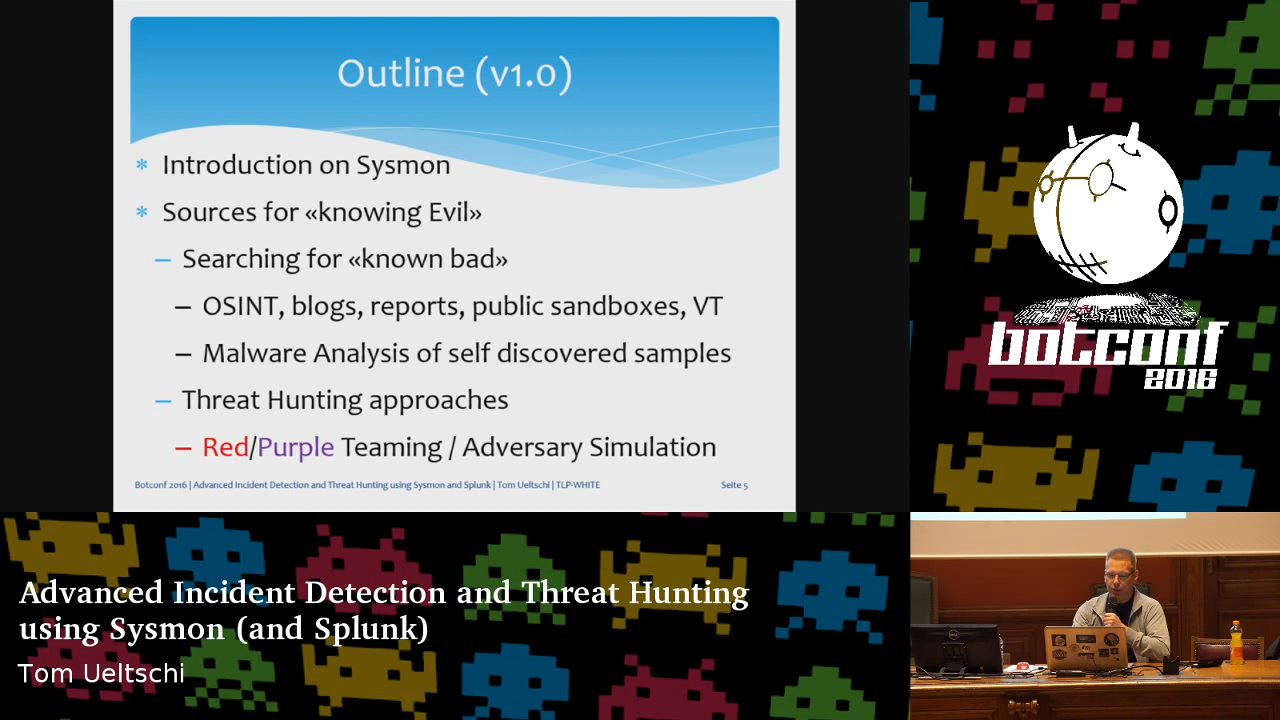 Outline (v1.0)
* Introduction on Sysmon
* Sources for «knowing Evil»
– Searching for «known bad»
– OSINT, blogs, reports, public sandboxes, VT
– Malware Analysis of self discovered samples
– Threat Hunting approaches
– Red/Purple Teaming / Adversary Simulation
Botconf 2016 | Advanced Incident Detection and Threat Hunting using Sysmon and Splunk | Tom Ueltschi | TLP-WHITE
Seite 5
botconf
2016
Advanced Incident Detection and Threat Hunting
using Sysmon (and Splunk)
Tom Ueltschi